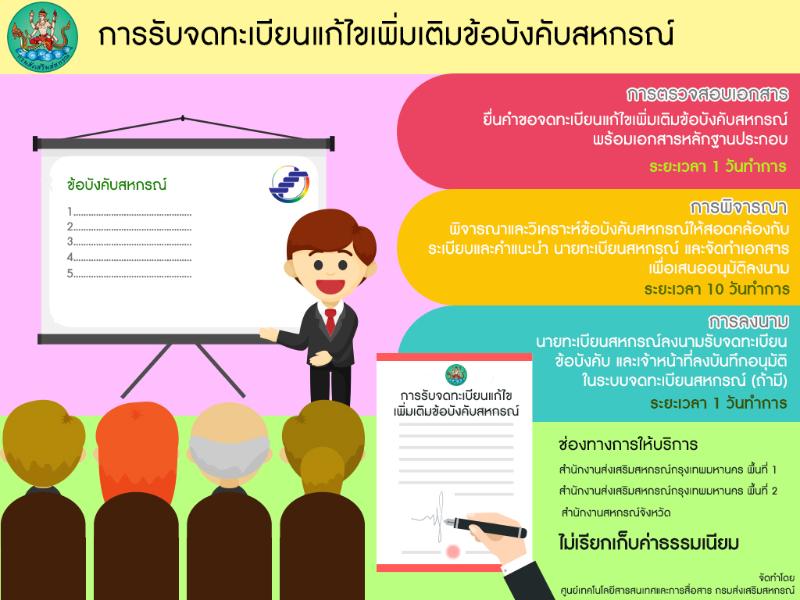 การรับจดทะเบียนแก้ไขเพิ่มเติมข้อบังคับสหกรณ์
ข้อบังคับสหกรณ์
1.......................................
2.......................................
3.......................................
4.......................................
5.......................................
การตรวจสอบเอกสาร
ยื่นคำขอจดทะเบียนแก้ไขเพิ่มเติมข้อบังคับสหกรณ์
พร้อมเอกสารหลักฐานประกอบ
ระยะเวลา 1 วันทำการ
การพิจารณา
พิจารณาและวิเคราะห์ข้อบังคับสหกรณ์ให้สอดคล้องกับ
ระเบียบและคำแนะนำ นายทะเบียนสหกรณ์ และจัดทำเอกสาร
เพื่อเสนออนุมัติลงนาม
ระยะเวลา 10 วันทำการ
การลงนาม
นายทะเบียนสหกรณ์ลงนามรับจดทะเบียน
ข้อบังคับ และเจ้าหน้าที่ลงบันทึกอนุมัติ
ในระบบจดทะเบียนสหกรณ์ (ถ้ามี)
ระยะเวลา 1 วันทำการ
การรับจดทะเบียนแก้ไข
เพิ่มเติมข้อบังคับสหกรณ์
ช่องทางการให้บริการ
สำนักงานส่งเสริมสหกรณ์กรุงเทพมหานคร พื้นที่ 1
สำนักงานส่งเสริมสหกรณ์กรุงเทพมหานคร พื้นที่ 2
สำนักงานสหกรณ์จังหวัด
ไม่เรียกเก็บค่าธรรมเนียม
จัดทำโดย
ศูนย์เทคโนโลยีสารสนเทศและการสื่อสาร กรมส่งเสริมสหกรณ์